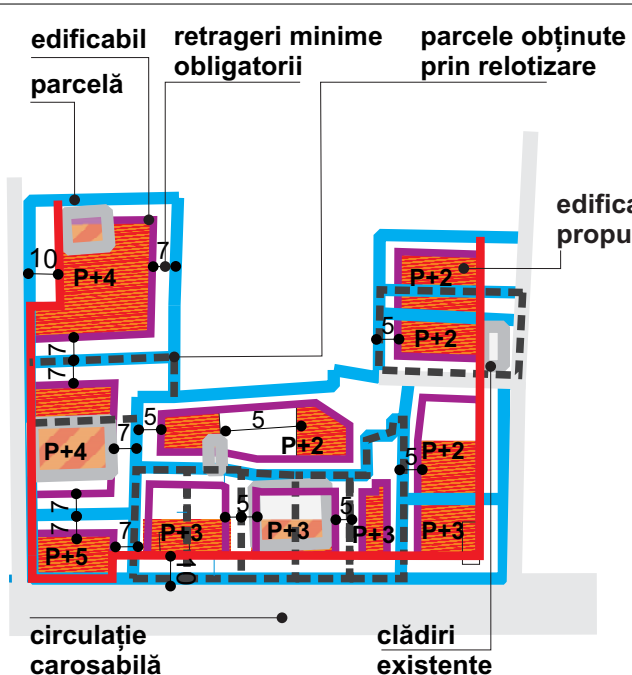 edificabil
retrageri minime
obligatorii
parcele obținute
prin relotizare
parcelă
edifica
propu
10
7
P+4
P+2
P+2
5
7
7
5
5
P+2
P+4
7
5
P+2
7
7
P+5
7
P+3
5
P+3
5
P+3
P+3
10
circulație
carosabilă
clădiri
existente